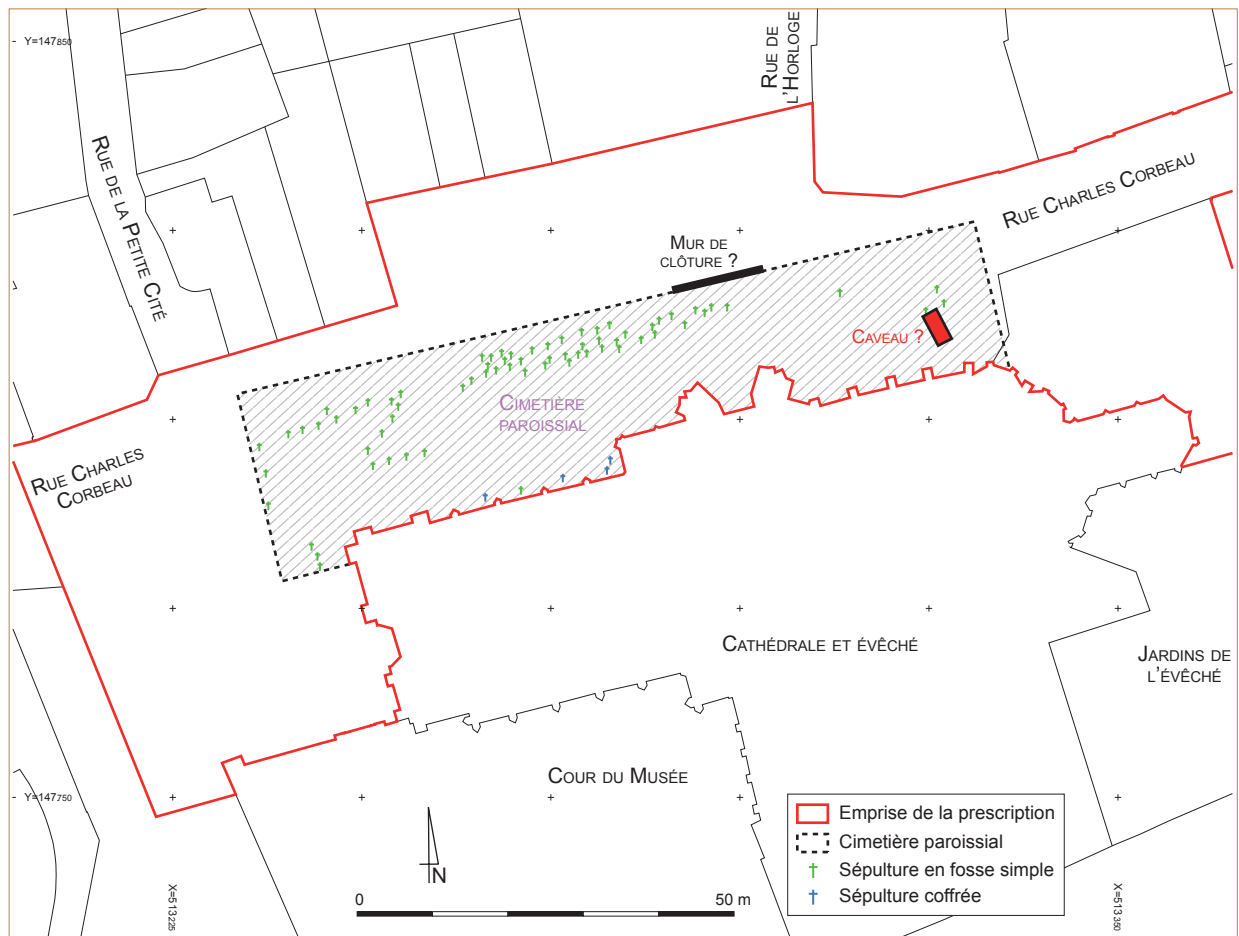 Y=147850
RUE DE
L'HORLOGE
RUE DE LA PETITE CITÉ
RUE CHARLES CORBEAU
MUR DE
CLÔTURE ?
CAVEAU ?
CIMETIÈRE
PAROISSIAL
RUE CHARLES
CORBEAU
CATHÉDRALE ET ÉVÊCHÉ
JARDINS DE
L'ÉVÊCHÉ
COUR DU MUSÉE
Y=147750
Emprise de la prescription
Cimetière paroissial
Sépulture en fosse simple
Sépulture coffrée
N
0
50 m
X=513225
X=513350